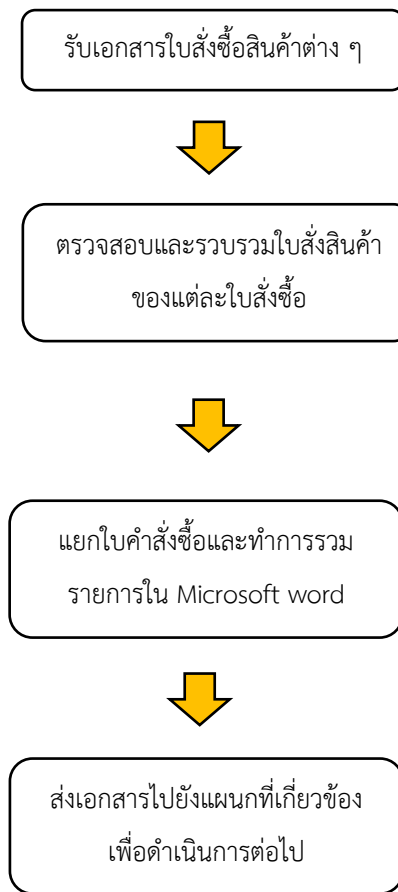 รับเอกสารใบสั่งซื้อสินค้าต่าง ๆ
ตรวจสอบและรวบรวมใบสั่งสินค้า
ของแต่ละใบสั่งซื้อ
แยกใบคำสั่งซื้อและทำการรวม
รายการใน Microsoft word
ส่งเอกสารไปยังแผนกที่เกี่ยวข้อง
เพื่อดำเนินการต่อไป